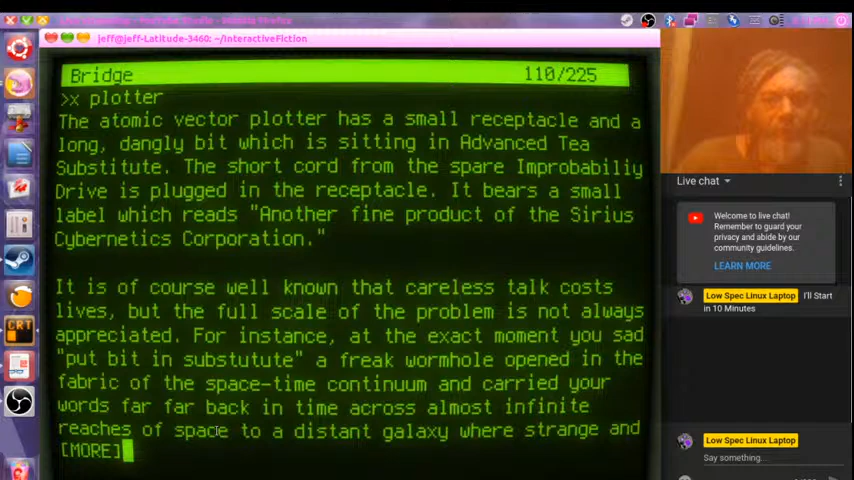 jeff@jeff-Latitude-3460: ~/InteractiveFiction
Bridge 110/225
>x plotter
The atomic vector plotter has a small receptacle and a
long, dangly bit which is sitting in Advanced Tea
Substitute. The short cord from the spare Improbabiliy
Drive is plugged in the receptacle. It bears a small
label which reads "Another fine product of the Sirius
Cybernetics Corporation."
It is of course well known that careless talk costs
lives, but the full scale of the problem is not always
appreciated. For instance, at the exact moment you sad
"put bit in substutute" a freak wormhole opened in the
fabric of the space-time continuum and carried your
words far far back in time across almost infinite
reaches of space to a distant galaxy where strange and
[MORE]
CRT
Live chat
Welcome to live chat!
Remember to guard your
privacy and abide by our
community guidelines.
LEARN MORE
Low Spec Linux Laptop I'll Start
in 10 Minutes
Low Spec Linux Laptop
Say something...